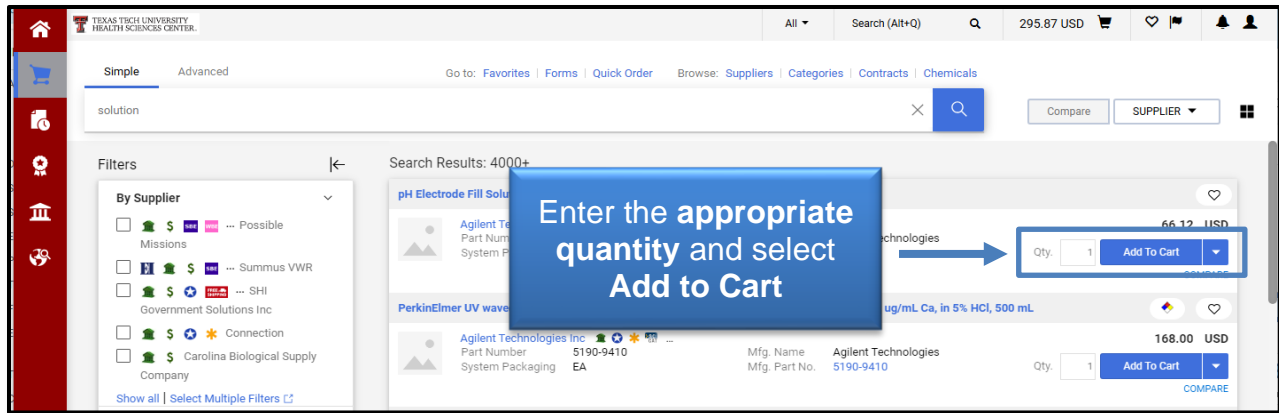 TEXAS TECH UNIVERSITY
HEALTH SCIENCES CENTER.
All Search (Alt+Q) 295.87 USD
Simple Advanced Go to: Favorites | Forms | Quick Order Browse: Suppliers | Categories | Contracts | Chemicals
solution
Compare SUPPLIER
Filters
Search Results: 4000+
By Supplier
$ SBE ... Possible
Missions
$ SBE ... Summus VWR
$ ... SHI
Government Solutions Inc
$ Connection
$ Carolina Biological Supply
Company
Show all | Select Multiple Filters
pH Electrode Fill
66.12 USD
Agilent
Part
System
Qty. 1 Add To Cart
COMPARE
Enter the appropriate
quantity and select
Add to Cart
PerkinElmer UV
ug/mL Ca, in 5% HCl, 500 mL
Agilent Technologies Inc ...
168.00 USD
Part Number 5190-9410 Mfg. Name Agilent Technologies
System Packaging EA Mfg. Part No. 5190-9410
Qty. 1 Add To Cart
COMPARE